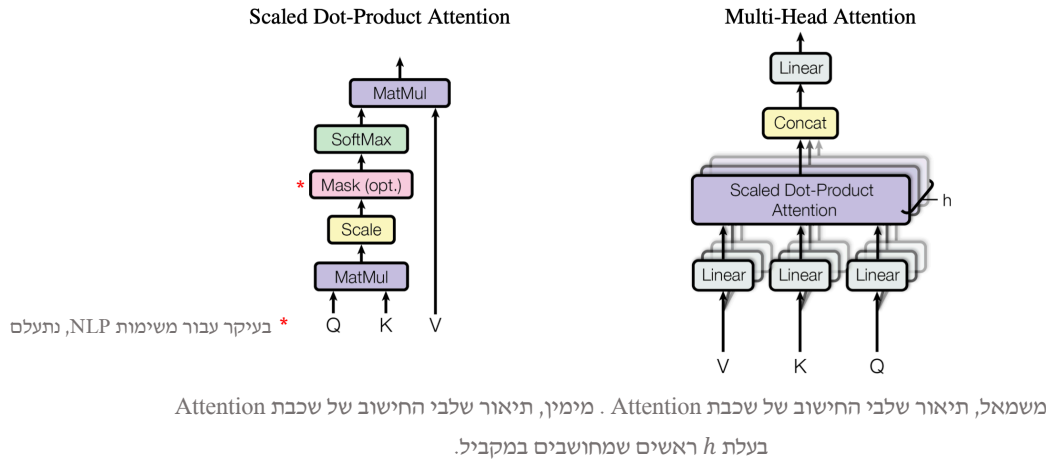 Scaled Dot-Product Attention
MatMul
SoftMax
* Mask (opt.)
Scale
MatMul
Q K V
* בעיקר עבור משימות NLP, נתעלם
Multi-Head Attention
Linear
Concat
Scaled Dot-Product
Attention
h
Linear Linear Linear
V K Q
משמאל, תיאור שלבי החישוב של שכבת Attention . מימין, תיאור שלבי החישוב של שכבת Attention
בעלת h ראשים שמחושבים במקביל.